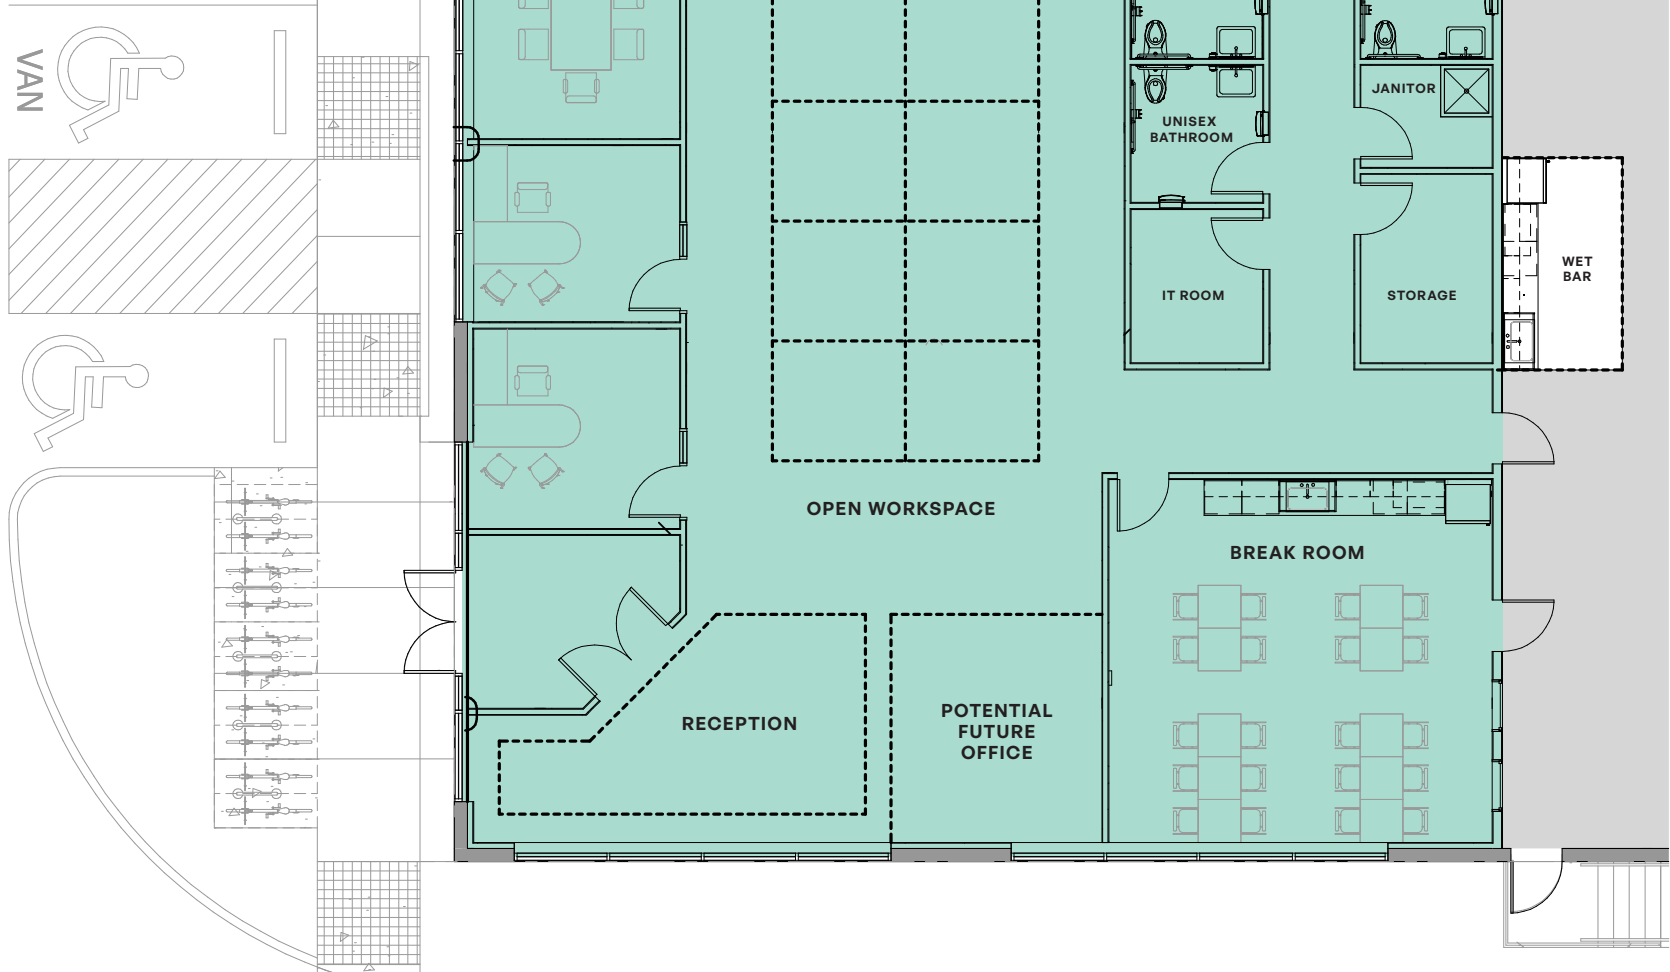 VAN
JANITOR
UNISEX
BATHROOM
WET
BAR
IT ROOM
STORAGE
OPEN WORKSPACE
BREAK ROOM
RECEPTION
POTENTIAL
FUTURE
OFFICE